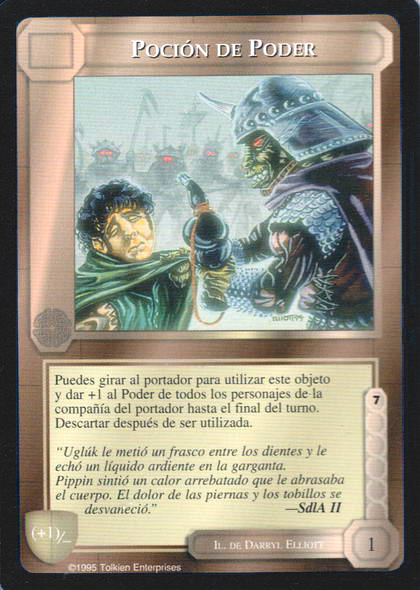 Poción de Poder
ELLIOTT95
Puedes girar al portador para utilizar este objeto
y dar +1 al Poder de todos los personajes de la
compañía del portador hasta el final del turno.
Descartar después de ser utilizada.
7
“Uglúk le metió un frasco entre los dientes y le
echó un líquido ardiente en la garganta.
Pippin sintió un calor arrebatado que le abrasaba
el cuerpo. El dolor de las piernas y los tobillos se
desvaneció.” —SdlA II
(+1)/–
Il. de Darryl Elliott
1
©1995 Tolkien Enterprises